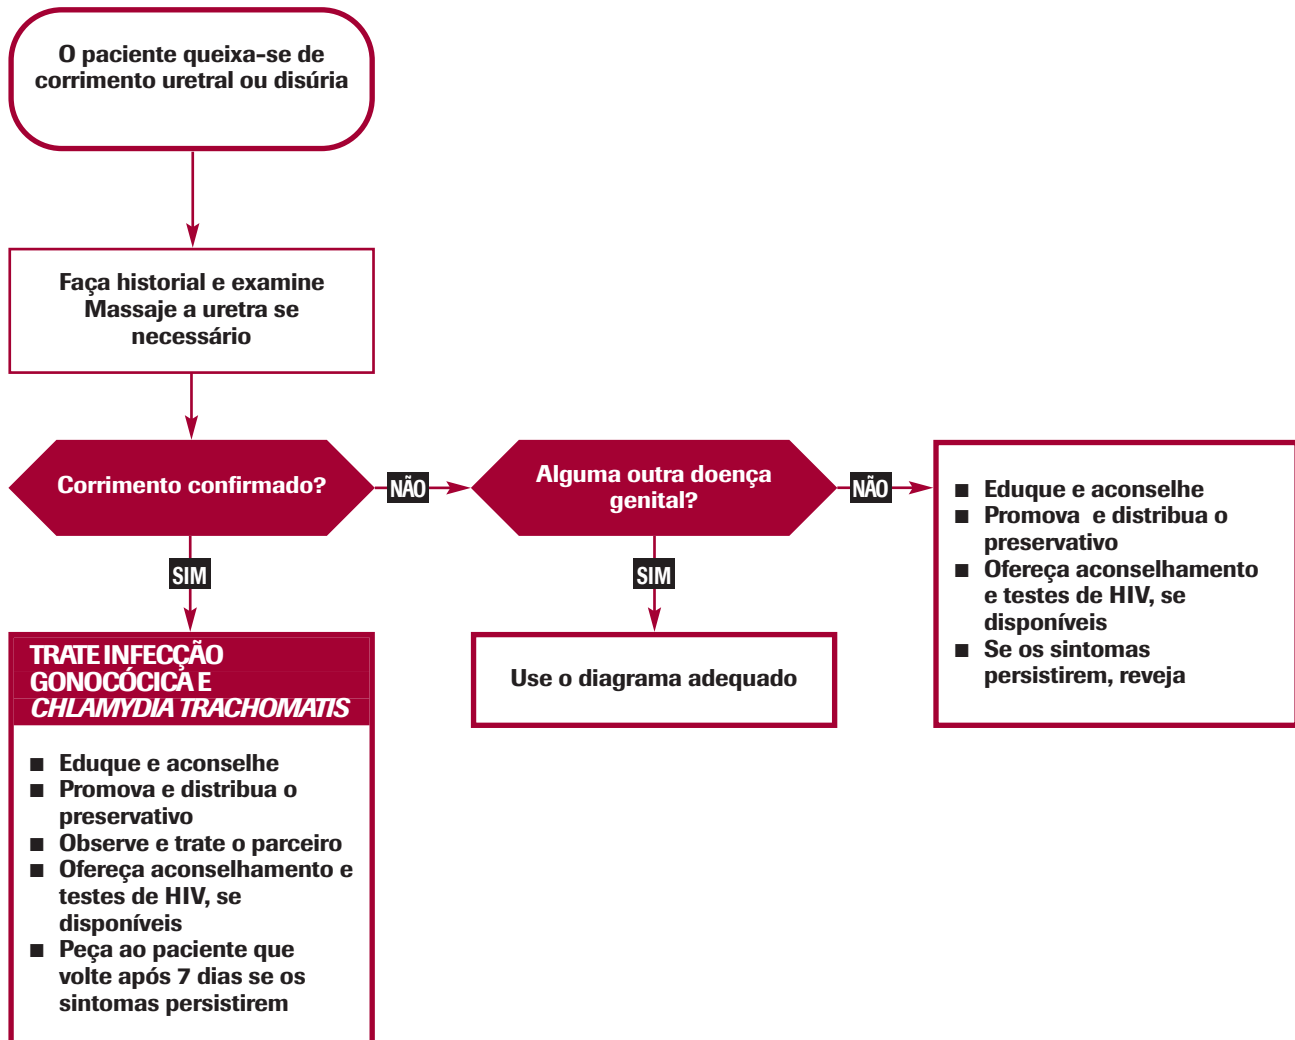 O paciente queixa-se de
corrimento uretral ou disúria
Faça historial e examine
Massaje a uretra se
necessário
Corrimento confirmado?
NÃO
Alguma outra doença
genital?
NÃO
■ Eduque e aconselhe
■ Promova e distribua o
preservativo
■ Ofereça aconselhamento
e testes de HIV, se
disponíveis
■ Se os sintomas
persistirem, reveja
SIM
SIM
TRATE INFECÇÃO
GONOCÓCICA E
CHLAMYDIA TRACHOMATIS
■ Eduque e aconselhe
■ Promova e distribua o
preservativo
■ Observe e trate o parceiro
■ Ofereça aconselhamento e
testes de HIV, se
disponíveis
■ Peça ao paciente que
volte após 7 dias se os
sintomas persistirem
Use o diagrama adequado